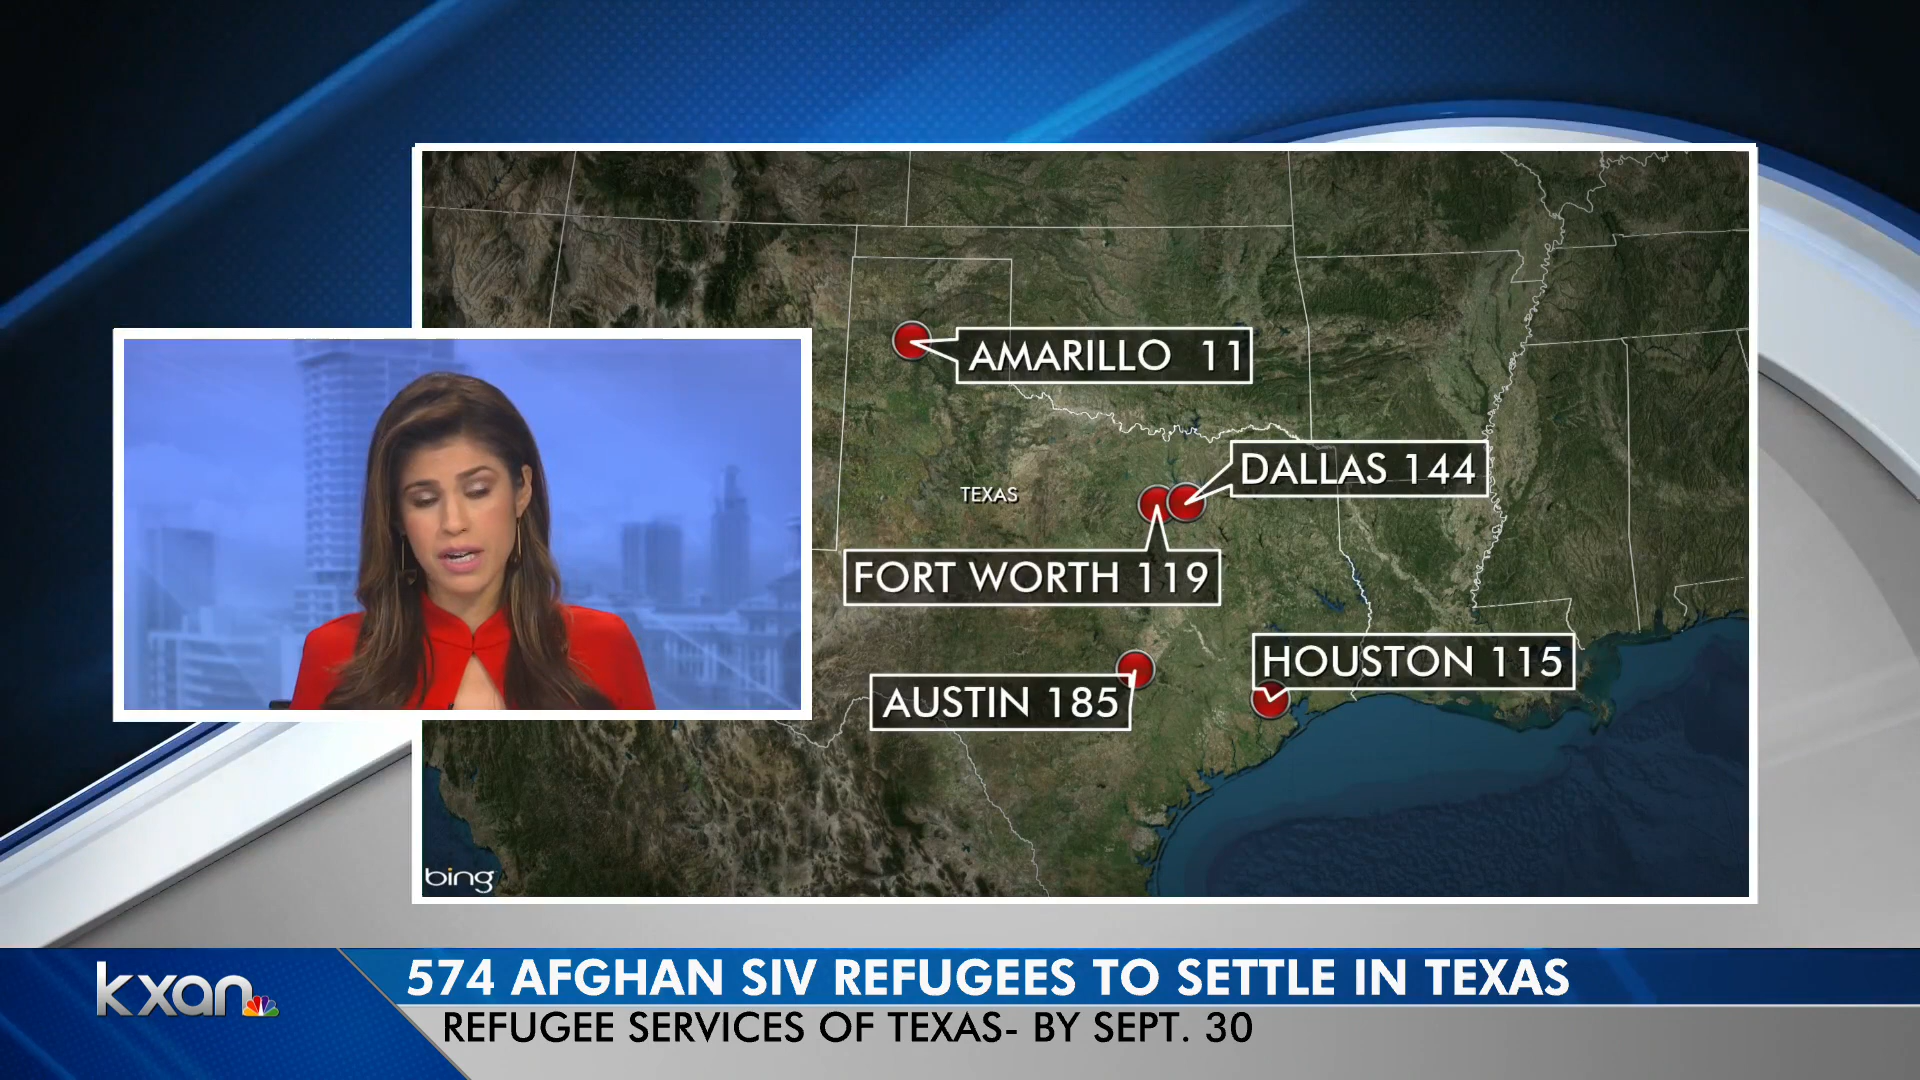 AMARILLO 11
DALLAS 144
TEXAS
FORT WORTH 119
HOUSTON 115
AUSTIN 185
bing
kxan
574 AFGHAN SIV REFUGEES TO SETTLE IN TEXAS
REFUGEE SERVICES OF TEXAS- BY SEPT. 30